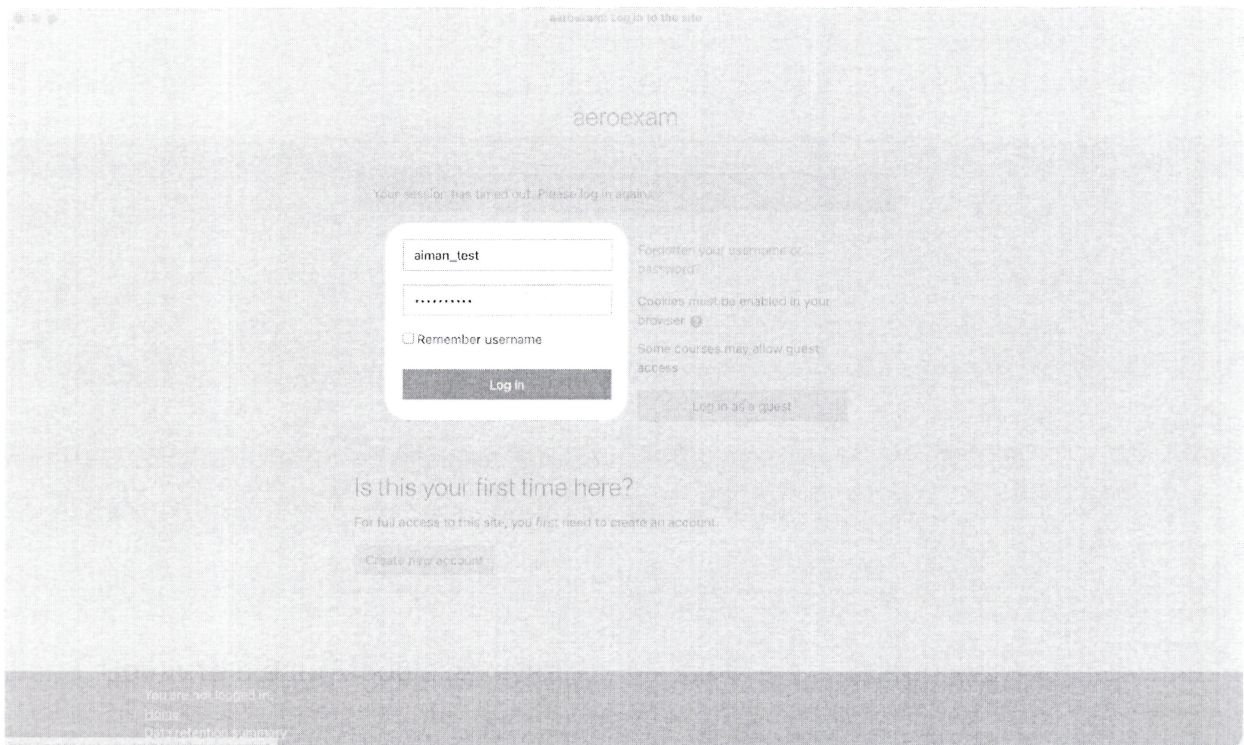 aeroexam: Log in to the site
aeroexam
Your session has timed out. Please log in again.
aiman_test
••••••••••
Remember username
Log in
Forgotten your username or
password?
Cookies must be enabled in your
browser
Some courses may allow guest
access
Log in as a guest
Is this your first time here?
For full access to this site, you first need to create an account.
Create new account
You are not logged in.
Home
Data retention summary